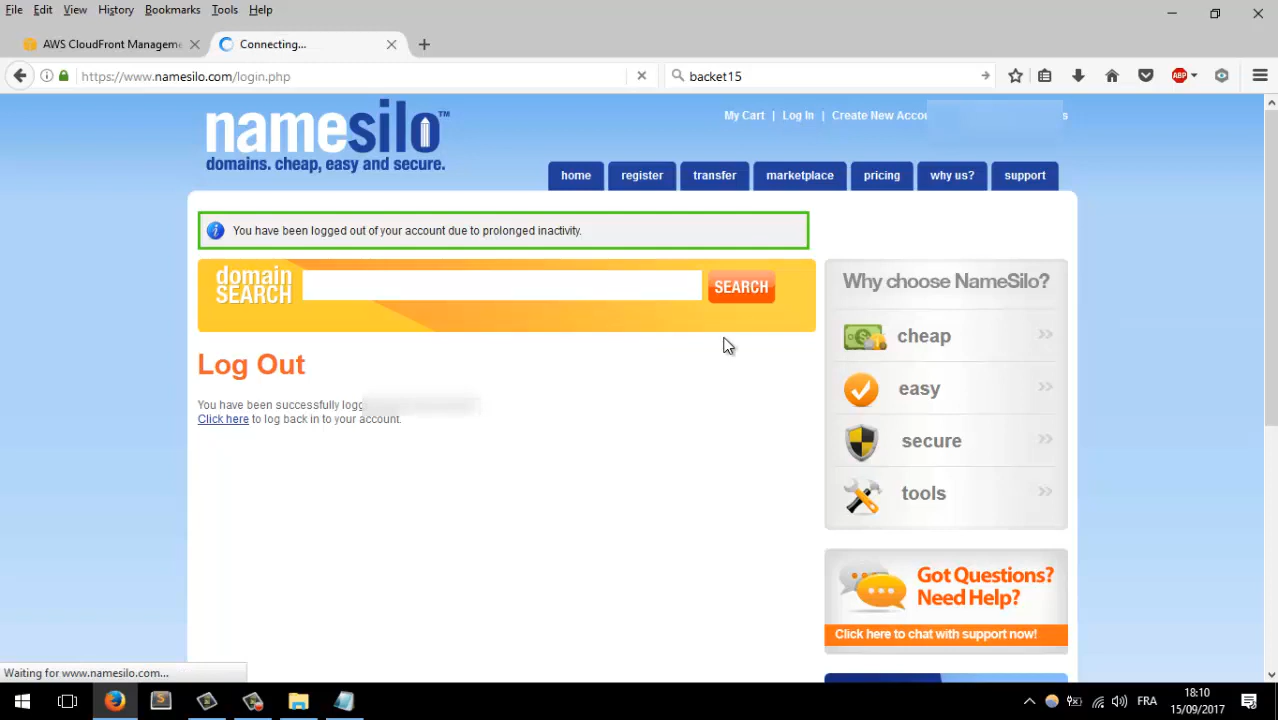 File Edit View History Bookmarks Tools Help
AWS CloudFront Managem
Connecting...
https://www.namesilo.com/login.php
backet15
ABP
namesilo™
domains. cheap, easy and secure.
My Cart | Log In | Create New Accou
s
home register transfer marketplace pricing why us? support
You have been logged out of your account due to prolonged inactivity.
domain
SEARCH
SEARCH
Log Out
You have been successfully logg
Click here to log back in to your account.
Why choose NameSilo?
cheap
easy
secure
tools
Got Questions?
Need Help?
Click here to chat with support now!
Waiting for www.namesilo.com...
FRA
18:10
15/09/2017